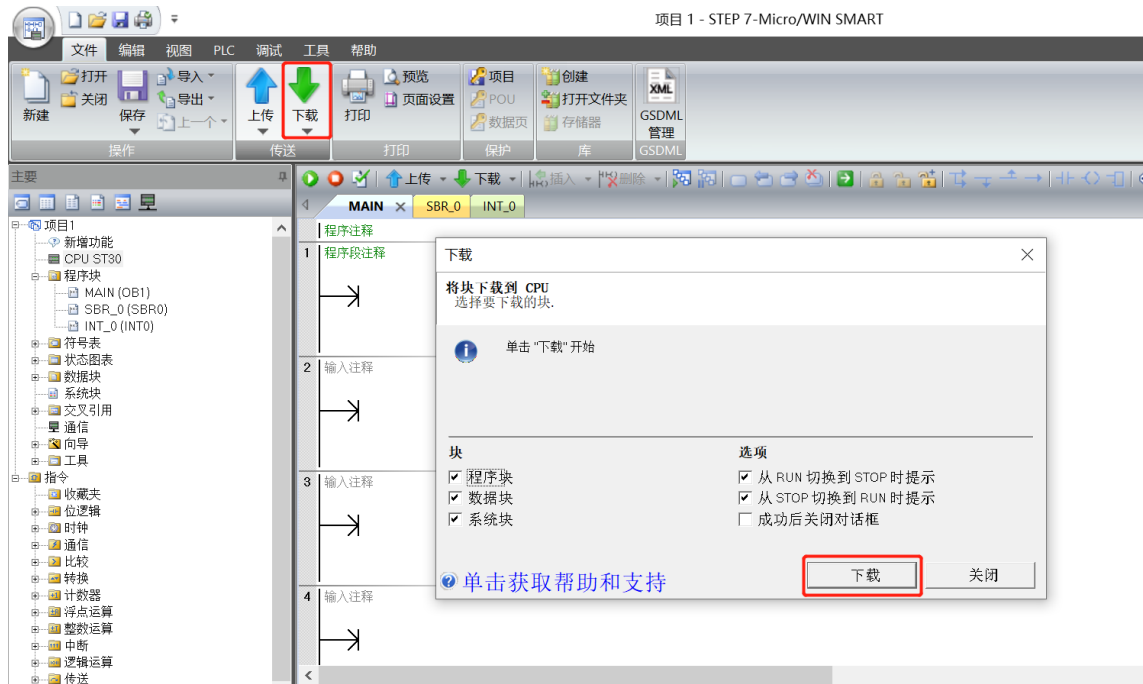 项目 1 - STEP 7-Micro/WIN SMART
文件 编辑 视图 PLC 调试 工具 帮助
新建
打开
关闭
保存
导入
导出
上一个
操作
上传
下载
传送
打印
预览
页面设置
打印
项目
POU
数据页
保护
创建
打开文件夹
存储器
库
XML
GSDML
管理
GSDML
主要
上传 下载 插入 删除
MAIN SBR_0 INT_0
项目1
新增功能
CPU ST30
程序块
MAIN (OB1)
SBR_0 (SBR0)
INT_0 (INT0)
符号表
状态图表
数据块
系统块
交叉引用
通信
向导
工具
指令
收藏夹
位逻辑
时钟
通信
比较
转换
计数器
浮点运算
整数运算
中断
逻辑运算
传送
程序注释
1 程序段注释
2 输入注释
3 输入注释
4 输入注释
下载
将块下载到 CPU
选择要下载的块.
单击 "下载" 开始
块
程序块
数据块
系统块
选项
从 RUN 切换到 STOP 时提示
从 STOP 切换到 RUN 时提示
成功后关闭对话框
单击获取帮助和支持
下载
关闭